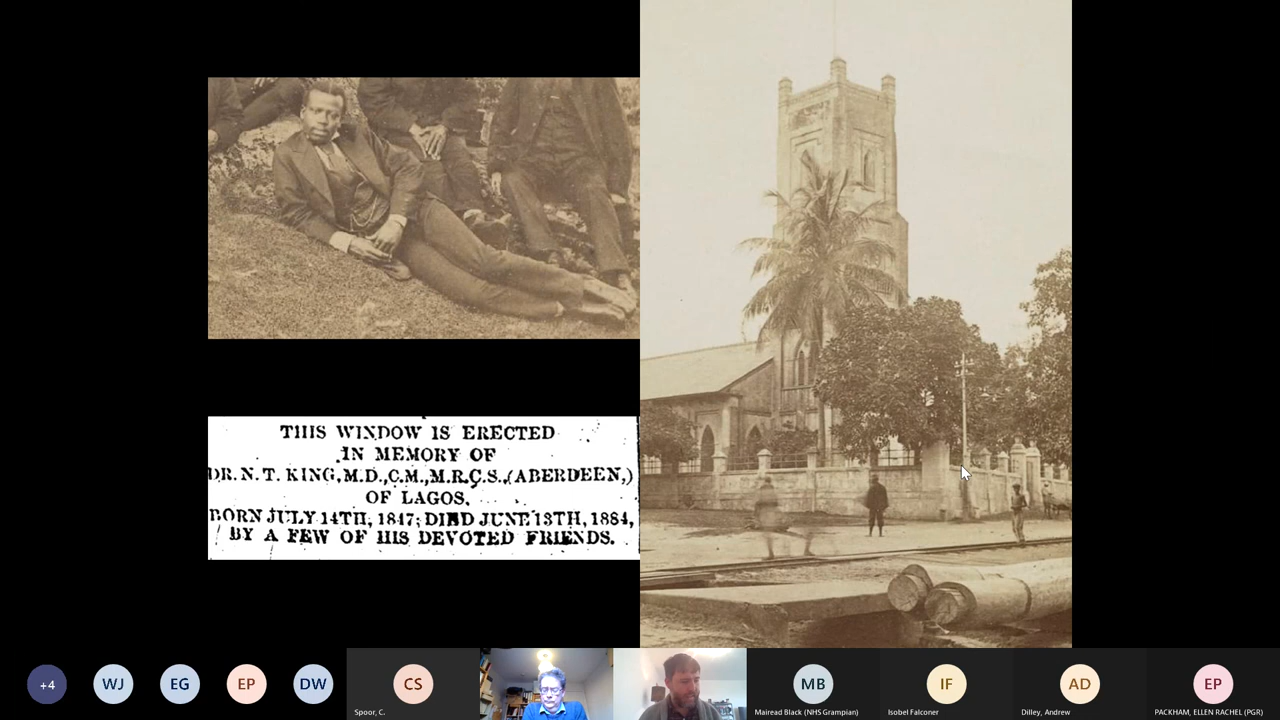 THIS WINDOW IS ERECTED
IN MEMORY OF
DR. N. T. KING, M.D., C.M., M.R.C.S., (ABERDEEN,)
OF LAGOS,
BORN JULY 14TH, 1847; DIED JUNE 13TH, 1884,
BY A FEW OF HIS DEVOTED FRIENDS.
+4
WJ
EG
EP
DW
CS
MB
IF
AD
EP
Spoor, C.
Mairead Black (NHS Grampian)
Isobel Falconer
Dilley, Andrew
PACKHAM, ELLEN RACHEL (PGR)